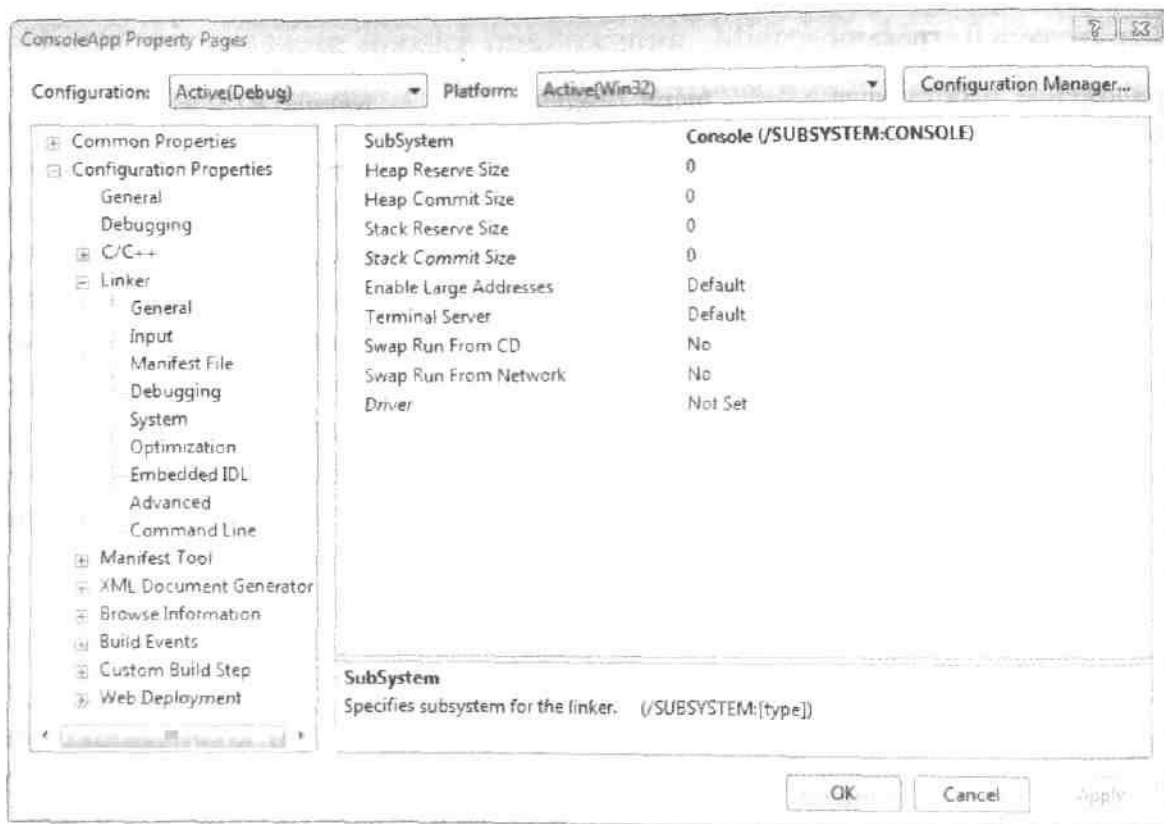 ConsoleApp Property Pages
Configuration: Active(Debug) Platform: Active(Win32) Configuration Manager...
Common Properties
Configuration Properties
General
Debugging
C/C++
Linker
General
Input
Manifest File
Debugging
System
Optimization
Embedded IDL
Advanced
Command Line
Manifest Tool
XML Document Generator
Browse Information
Build Events
Custom Build Step
Web Deployment
SubSystem Console (/SUBSYSTEM:CONSOLE)
Heap Reserve Size 0
Heap Commit Size 0
Stack Reserve Size 0
Stack Commit Size 0
Enable Large Addresses Default
Terminal Server Default
Swap Run From CD No
Swap Run From Network No
Driver Not Set
SubSystem
Specifies subsystem for the linker. (/SUBSYSTEM:[type])
OK Cancel Apply